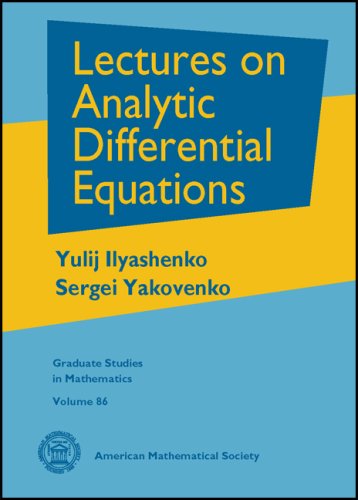 Lectures on
Analytic
Differential
Equations
Yulij Ilyashenko
Sergei Yakovenko
Graduate Studies
in Mathematics
Volume 86
American Mathematical Society